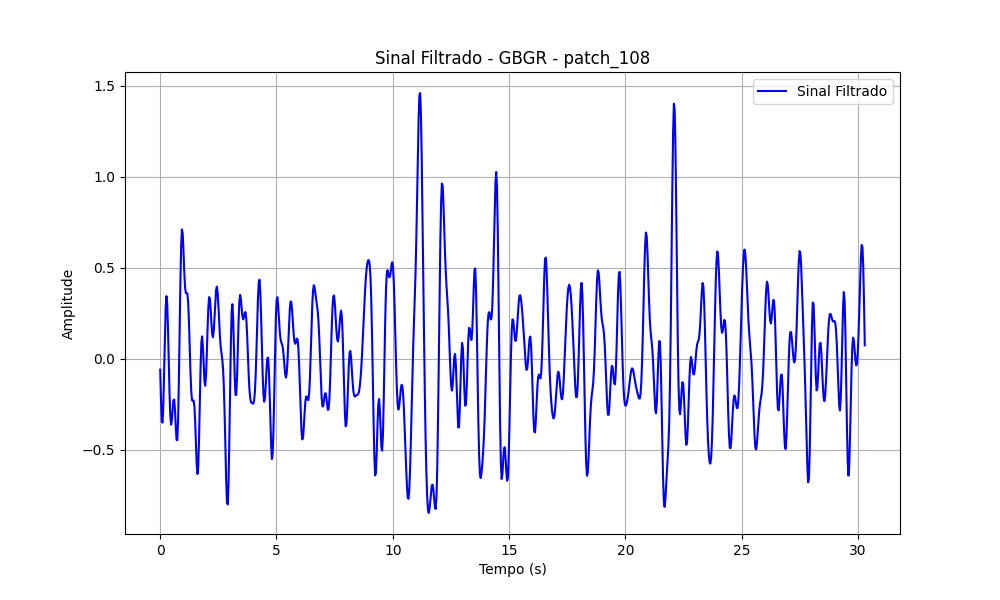 Sinal Filtrado - GBGR - patch_108
Sinal Filtrado
1.5
1.0
0.5
0.0
−0.5
Amplitude
0 5 10 15 20 25 30
Tempo (s)